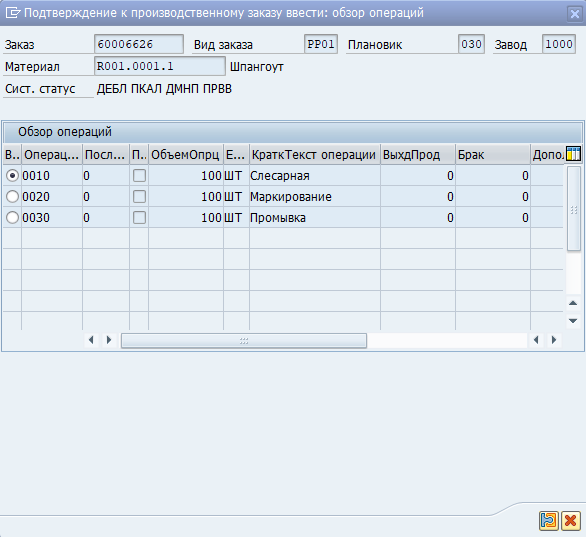 Подтверждение к производственному заказу ввести: обзор операций
Заказ 60006626 Вид заказа PP01 Плановик 030 Завод 1000
Материал R001.0001.1 Шпангоут
Сист. статус ДЕБЛ ПКАЛ ДМНП ПРВВ
Обзор операций
В.. Операц... Посл... П.. ОбъемОпрц Е... КраткТекст операции ВыхдПрод Брак Допол
0010 0 100 ШТ Слесарная 0 0
0020 0 100 ШТ Маркирование 0 0
0030 0 100 ШТ Промывка 0 0